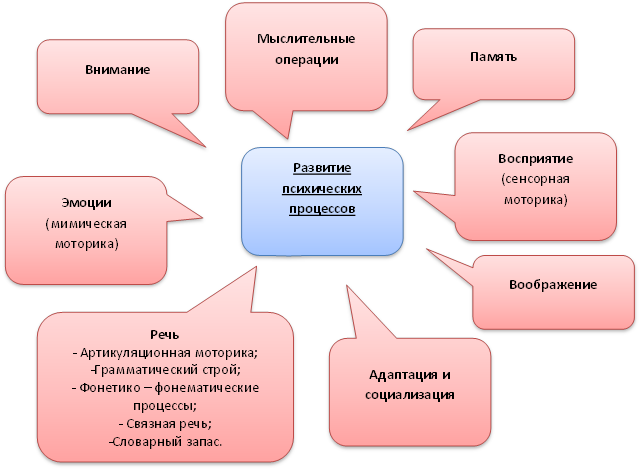 Мыслительные
операции
Внимание
Память
Развитие
психических
процессов
Восприятие
(сенсорная
моторика)
Эмоции
(мимическая
моторика)
Воображение
Речь
- Артикуляционная моторика;
-Грамматический строй;
- Фонетико – фонематические
процессы;
- Связная речь;
-Словарный запас.
Адаптация и
социализация